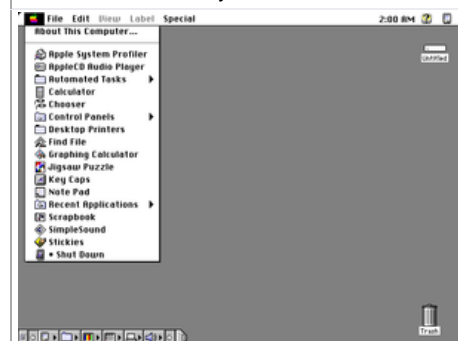 File Edit View Label Special 2:00 AM
About This Computer...
Apple System Profiler
AppleCD Audio Player
Automated Tasks
Calculator
Chooser
Control Panels
Desktop Printers
Find File
Graphing Calculator
Jigsaw Puzzle
Key Caps
Note Pad
Recent Applications
Scrapbook
SimpleSound
Stickies
• Shut Down
Untitled
Trash